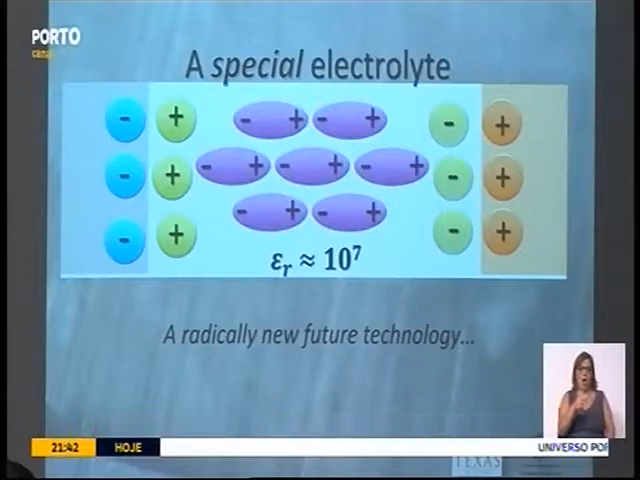 PORTO
canal
A special electrolyte
- + - + - + - +
- + - + - + - + - +
- + - + - + - +
εᵣ ≈ 10⁷
A radically new future technology...
21:42 HOJE UNIVERSO POR
TEXAS